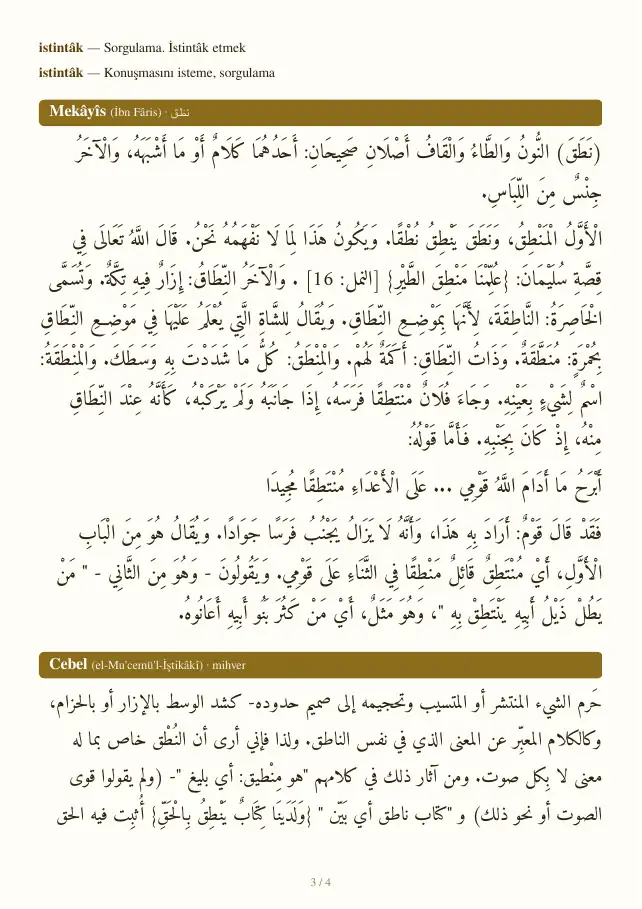 istintâk — Sorgulama. İstintâk etmek
istintâk — Konuşmasını isteme, sorgulama
Mekâyîs (İbn Fâris) · نطق
(نَطَقَ) النُّونُ وَالطَّاءُ وَالْقَافُ أَصْلَانِ صَحِيحَانِ: أَحَدُهُمَا كَلَامٌ أَوْ مَا أَشْبَهَهُ، وَالْآخَرُ
جِنْسٌ مِنَ اللِّبَاسِ.
الْأَوَّلُ الْمَنْطِقُ، وَنَطَقَ يَنْطِقُ نُطْقًا. وَيَكُونُ هَذَا لِمَا لَا نَفْهَمُهُ نَحْنُ. قَالَ اللَّهُ تَعَالَى فِي
قِصَّةِ سُلَيْمَانَ: {عُلِّمْنَا مَنْطِقَ الطَّيْرِ} [النمل: 16] . وَالْآخَرُ النِّطَاقُ: إِزَارٌ فِيهِ تِكَّةٌ. وَتُسَمَّى
الْخَاصِرَةُ: النَّاطِقَةَ، لِأَنَّهَا بِمَوْضِعِ النِّطَاقِ. وَيُقَالُ لِلشَّاةِ الَّتِي يُعْلَمُ عَلَيْهَا فِي مَوْضِعِ النِّطَاقِ
بِحُمْرَةٍ: مُنَطَّقَةٌ. وَذَاتُ النِّطَاقِ: أَكَمَةٌ لَهُمْ. وَالْمِنْطَقُ: كُلُّ مَا شَدَدْتَ بِهِ وَسَطَكَ. وَالْمِنْطَقَةُ:
اسْمٌ لِشَيْءٍ بِعَيْنِهِ. وَجَاءَ فُلَانٌ مُنْتَطِقًا فَرَسَهُ، إِذَا جَانَبَهُ وَلَمْ يَرْكَبْهُ، كَأَنَّهُ عِنْدَ النِّطَاقِ
مِنْهُ، إِذْ كَانَ بِجَنْبِهِ. فَأَمَّا قَوْلُهُ:
أَبْرَحُ مَا أَدَامَ اللَّهُ قَوْمِي ... عَلَى الْأَعْدَاءِ مُنْتَطِقًا مُجِيدَا
فَقَدْ قَالَ قَوْمٌ: أَرَادَ بِهِ هَذَا، وَأَنَّهُ لَا يَزَالُ يَجْنُبُ فَرَسًا جَوَادًا. وَيُقَالُ هُوَ مِنَ الْبَابِ
الْأَوَّلِ، أَيْ مُنْتَطِقٌ قَائِلٌ مَنْطِقًا فِي الثَّنَاءِ عَلَى قَوْمِي. وَيَقُولُونَ - وَهُوَ مِنَ الثَّانِي - " مَنْ
يَطُلْ ذَيْلُ أَبِيهِ يَنْتَطِقْ بِهِ "، وَهُوَ مَثَلٌ، أَيْ مَنْ كَثُرَ بَنُو أَبِيهِ أَعَانُوهُ.
Cebel (el-Mu'cemü'l-İştikâkî) · mihver
حَرم الشيء المنتشر أو المتسيب وتحجيمه إلى صميم حدوده- كشد الوسط بالإزار أو بالحزام،
وكالكلام المعبِّر عن المعنى الذي في نفس الناطق. ولذا فإني أرى أن النُطْق خاص بما له
معنى لا بِكل صوت. ومن آثار ذلك في كلامهم "هو مِنْطيق: أي بليغ "- (ولم يقولوا قوى
الصوت أو نحو ذلك) و "كتاب ناطق أي بَيّن " {وَلَدَينَا كِتَابٌ يَنْطِقُ بِالْحَقِّ} أُثبِت فيه الحق
3 / 4